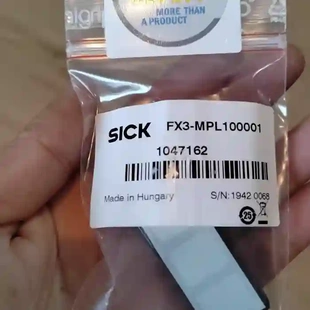 MORE THAN
A PRODUCT
SICK FX3-MPL100001
1047162
Made in Hungary S/N: 1942 0068
25